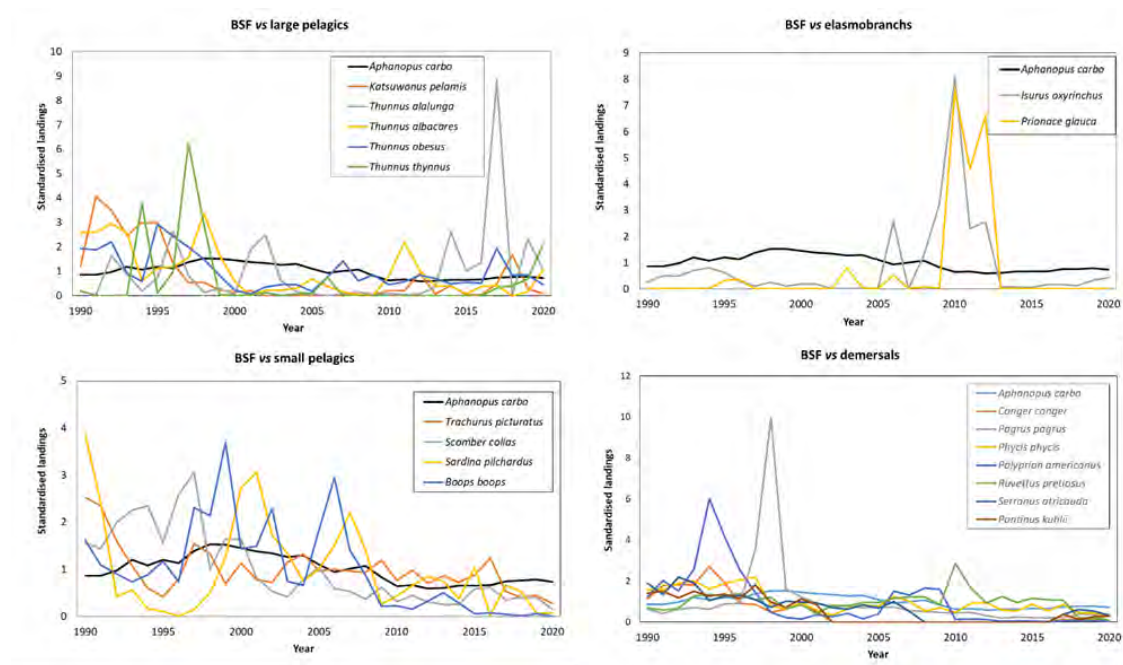 BSF vs large pelagics
Standardised landings
10
9
8
7
6
5
4
3
2
1
0
Aphanopus carbo
Katsuwonus pelamis
Thunnus alalunga
Thunnus albacares
Thunnus obesus
Thunnus thynnus
1990 1995 2000 2005 2010 2015 2020
Year
BSF vs elasmobranchs
Standardised landings
9
8
7
6
5
4
3
2
1
0
Aphanopus carbo
Isurus oxyrinchus
Prionace glauca
1990 1995 2000 2005 2010 2015 2020
Year
BSF vs small pelagics
Standardised landings
5
4
3
2
1
0
Aphanopus carbo
Trachurus picturatus
Scomber colias
Sardina pilchardus
Boops boops
1990 1995 2000 2005 2010 2015 2020
Year
BSF vs demersals
Sandardised landings
12
10
8
6
4
2
0
Aphanopus carbo
Conger conger
Pagrus pagrus
Phycis phycis
Polyprion americanus
Ruvettus pretiosus
Serranus atricauda
Pontinus kuhlii
1990 1995 2000 2005 2010 2015 2020
Year